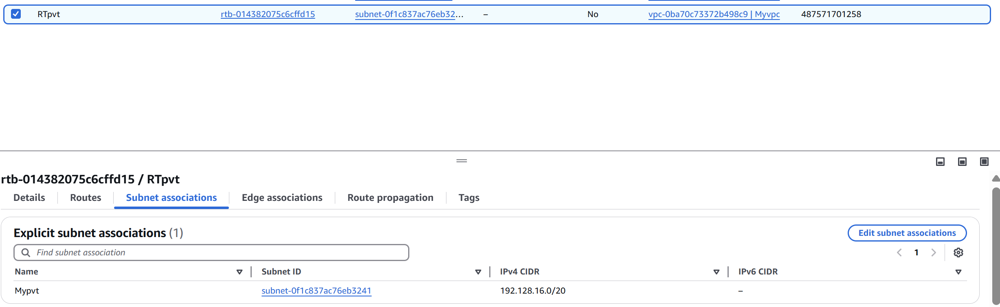 RTpvt rtb-014382075c6cffd15 subnet-0f1c837ac76eb32... – No vpc-0ba70c73372b498c9 | Myvpc 487571701258
rtb-014382075c6cffd15 / RTpvt
Details Routes Subnet associations Edge associations Route propagation Tags
Explicit subnet associations (1) Edit subnet associations
Find subnet association 1
Name Subnet ID IPv4 CIDR IPv6 CIDR
Mypvt subnet-0f1c837ac76eb3241 192.128.16.0/20 –